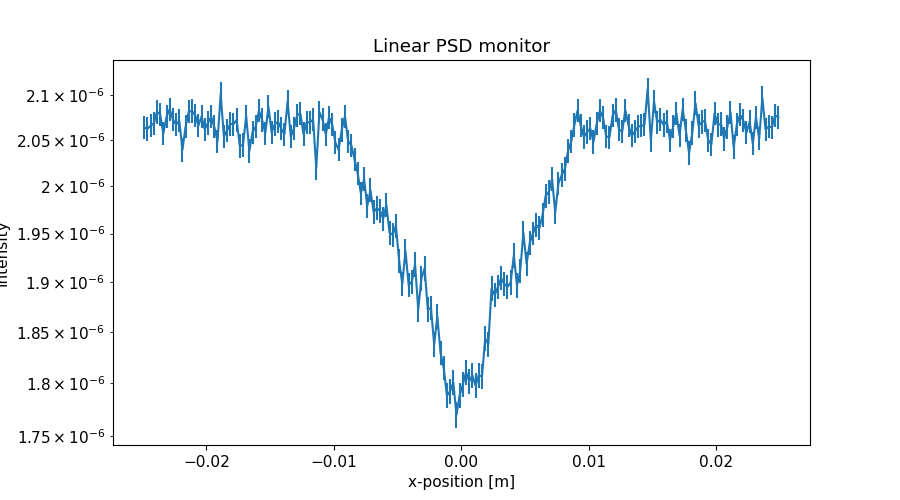 Linear PSD monitor
2.1 × 10⁻⁶
2.05 × 10⁻⁶
2 × 10⁻⁶
1.95 × 10⁻⁶
1.9 × 10⁻⁶
1.85 × 10⁻⁶
1.8 × 10⁻⁶
1.75 × 10⁻⁶
Intensity
−0.02 −0.01 0.00 0.01 0.02
x-position [m]